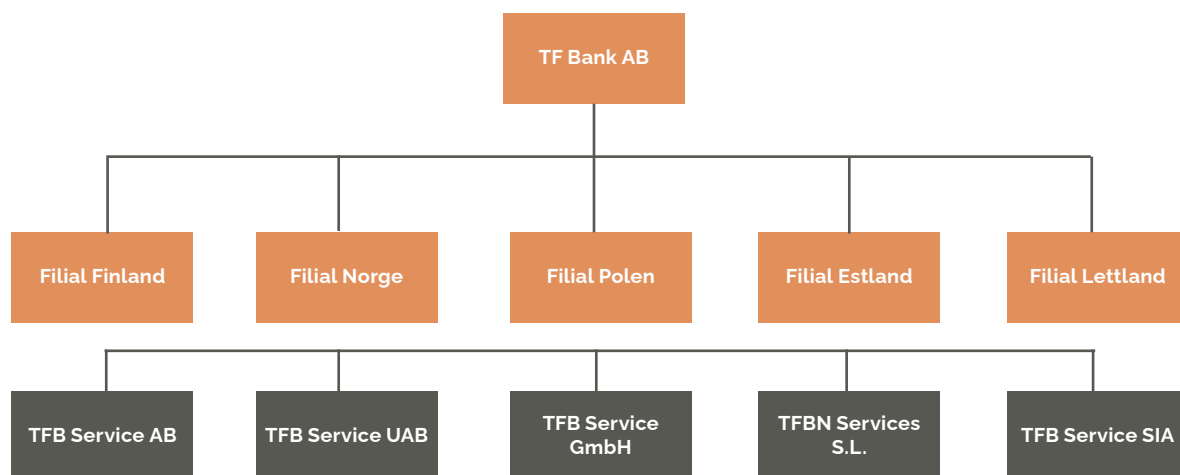 TF Bank AB
Filial Finland
Filial Norge
Filial Polen
Filial Estland
Filial Lettland
TFB Service AB
TFB Service UAB
TFB Service
GmbH
TFBN Services
S.L.
TFB Service SIA